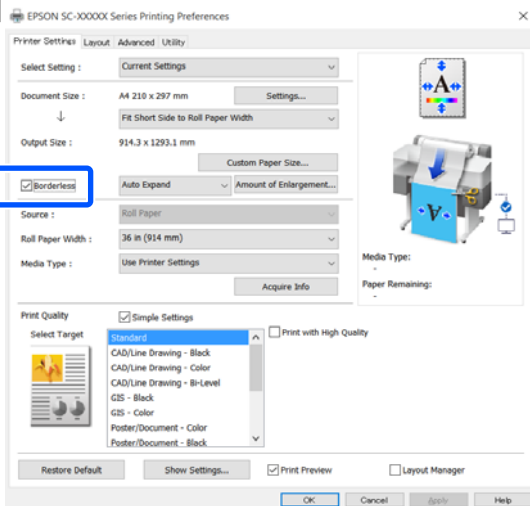 EPSON SC-XXXXX Series Printing Preferences
Printer Settings Layout Advanced Utility
Select Setting : Current Settings
Document Size : A4 210 x 297 mm Settings...
↓ Fit Short Side to Roll Paper Width
Output Size : 914.3 x 1293.1 mm
Custom Paper Size...
Borderless Auto Expand Amount of Enlargement...
Source : Roll Paper
Roll Paper Width : 36 in (914 mm)
Media Type : Use Printer Settings
Acquire Info
A
A
Media Type:
-
Paper Remaining:
-
Print Quality Simple Settings
Select Target
Standard
CAD/Line Drawing - Black
CAD/Line Drawing - Color
CAD/Line Drawing - Bi-Level
GIS - Black
GIS - Color
Poster/Document - Color
Poster/Document - Black
Print with High Quality
Restore Default Show Settings... Print Preview Layout Manager
OK Cancel Apply Help